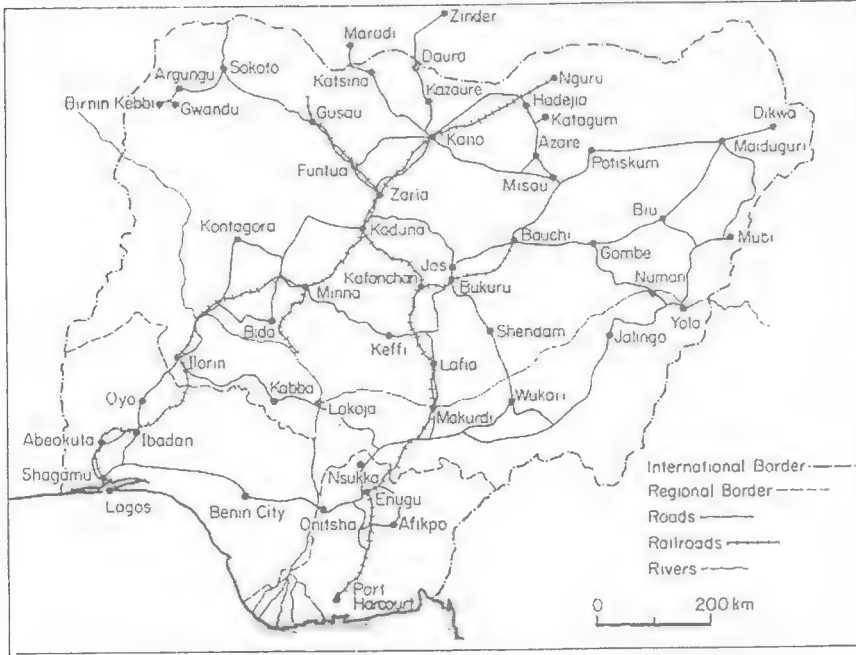 Zinder
Maradi
Daura
Argungu
Sokoto
Katsina
Nguru
Kazaure
Hadejia
Birnin Kebbi
Gwandu
Gusau
Katagum
Dikwa
Kano
Azare
Potiskum
Maiduguri
Funtua
Misau
Zaria
Biu
Kontagora
Kaduna
Bauchi
Mubi
Gombe
Jos
Kafanchan
Numan
Minna
Bukuru
Bida
Shendam
Yola
Keffi
Jalingo
Ilorin
Lafia
Kabba
Wukari
Oyo
Lokoja
Makurdi
Abeokuta
Ibadan
Shagamu
Nsukka
International Border
Enugu
Regional Border
Lagos
Benin City
Onitsha
Afikpo
Roads
Railroads
Rivers
Port
Harcourt
0 200 km